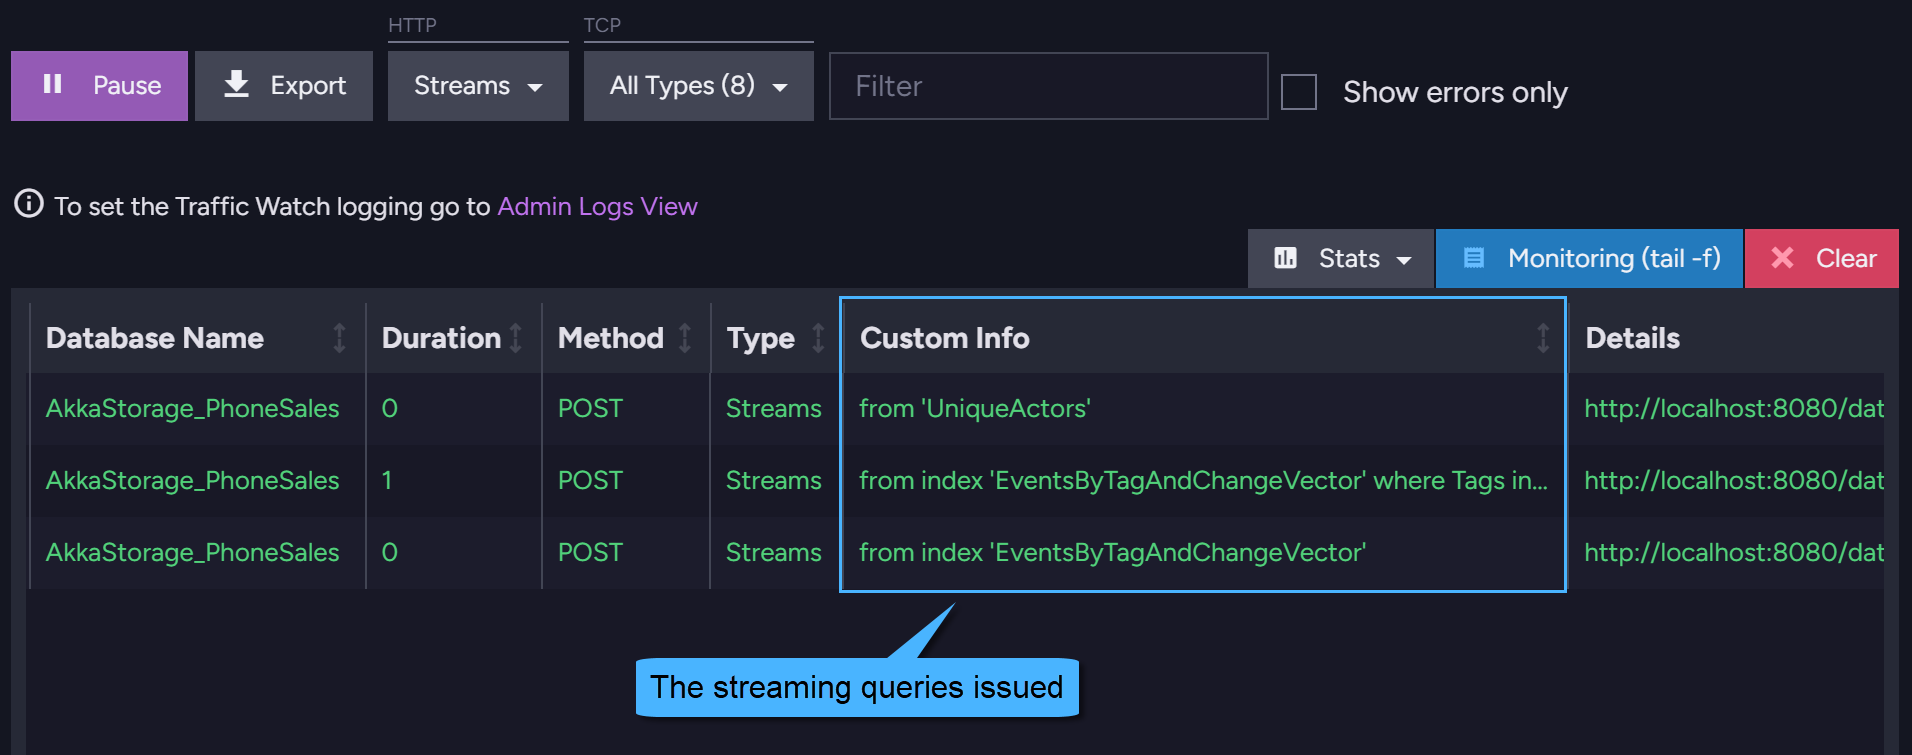 HTTP TCP
Pause Export Streams All Types (8) Filter Show errors only
To set the Traffic Watch logging go to Admin Logs View
Stats Monitoring (tail -f) Clear
Database Name Duration Method Type Custom Info Details
AkkaStorage_PhoneSales 0 POST Streams from 'UniqueActors' http://localhost:8080/dat
AkkaStorage_PhoneSales 1 POST Streams from index 'EventsByTagAndChangeVector' where Tags in... http://localhost:8080/dat
AkkaStorage_PhoneSales 0 POST Streams from index 'EventsByTagAndChangeVector' http://localhost:8080/dat
The streaming queries issued